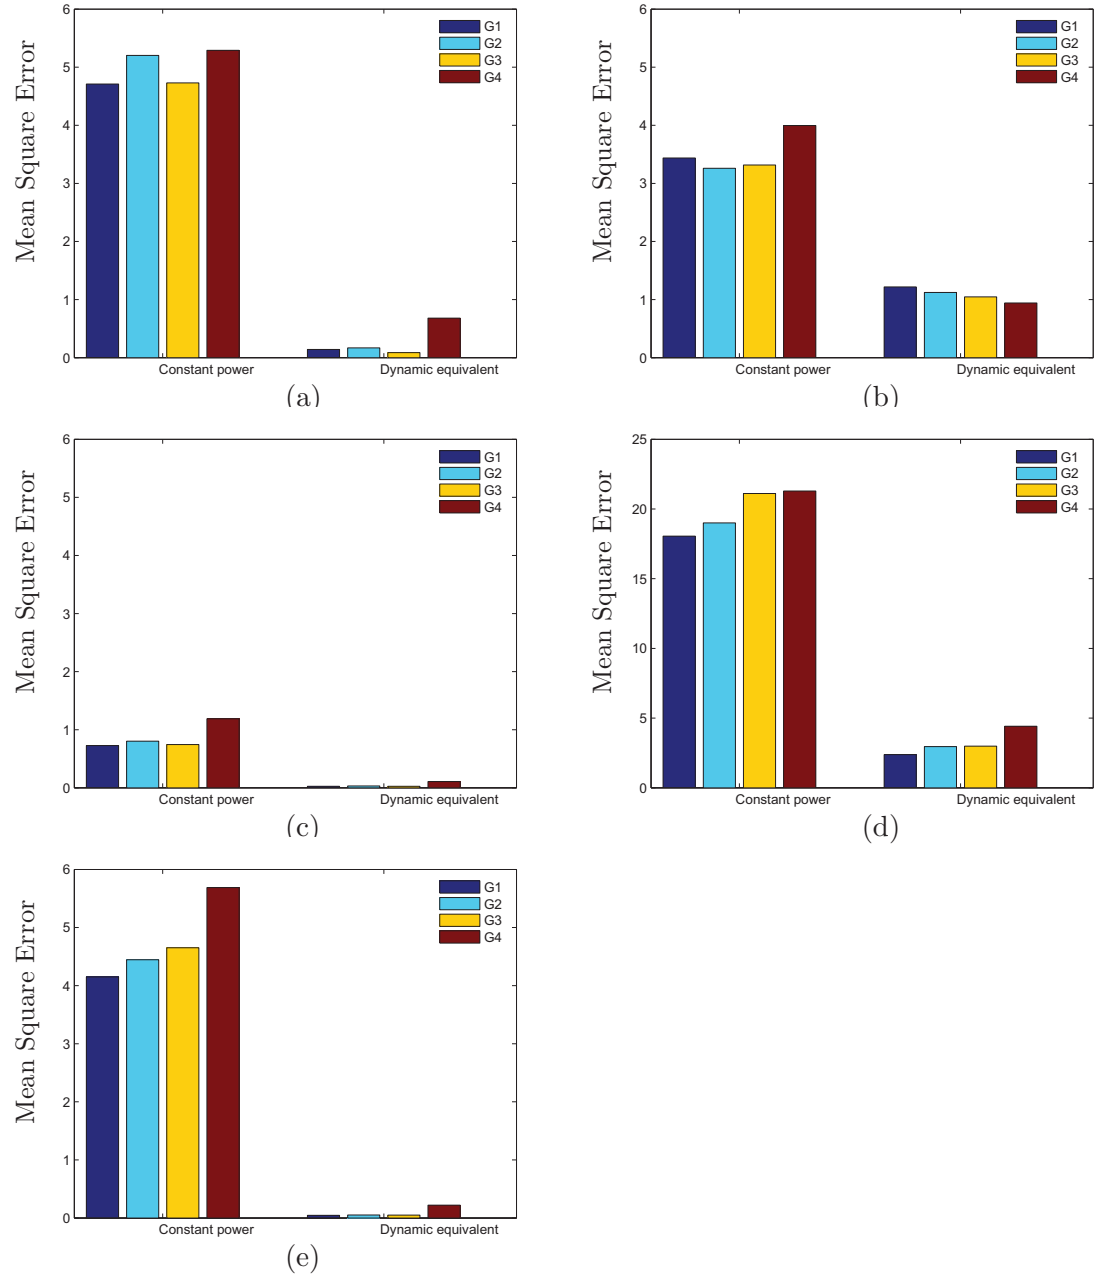 Mean Square Error
6
5
4
3
2
1
0
G1
G2
G3
G4
Constant power
Dynamic equivalent
(a)
Mean Square Error
6
5
4
3
2
1
0
G1
G2
G3
G4
Constant power
Dynamic equivalent
(b)
Mean Square Error
6
5
4
3
2
1
0
G1
G2
G3
G4
Constant power
Dynamic equivalent
(c)
Mean Square Error
25
20
15
10
5
0
G1
G2
G3
G4
Constant power
Dynamic equivalent
(d)
Mean Square Error
6
5
4
3
2
1
0
G1
G2
G3
G4
Constant power
Dynamic equivalent
(e)